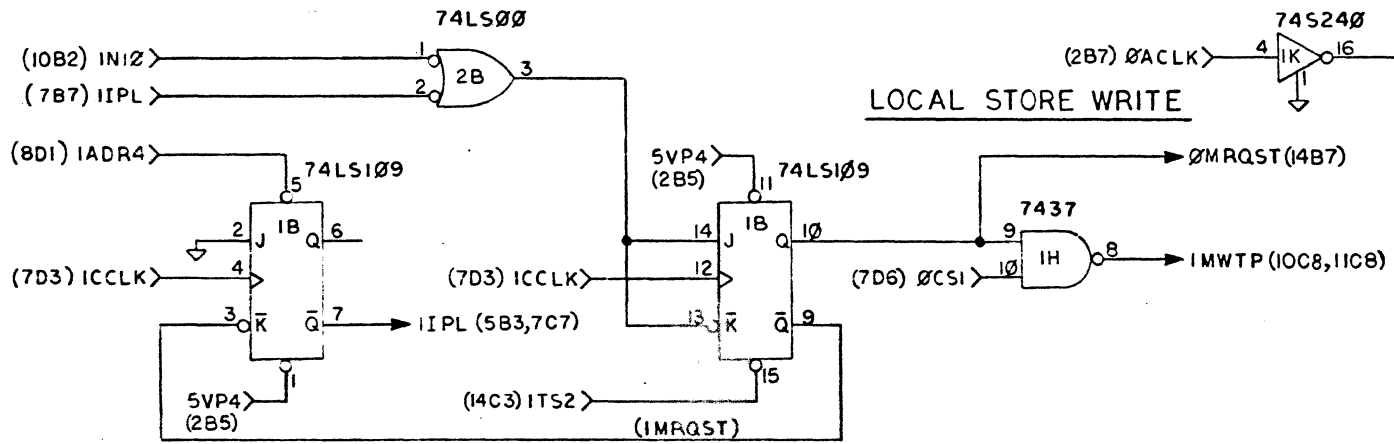 74LS00
(10B2) 1N10
1
2B
3
(7B7) 1IPL
2
74S240
(2B7) 0ACLK
4
1K
16
1
LOCAL STORE WRITE
(8D1) 1ADR4
5
74LS109
5VP4
(2B5)
11
74LS109
0MRQST (14B7)
2
J
1B
Q
6
14
J
1B
Q
10
7437
9
1H
8
1MWTP (10C8, 11C8)
(7D3) 1CCLK
4
(7D3) 1CCLK
12
(7D6) 0CS1
10
3
K̅
Q̅
7
1IPL (5B3, 7C7)
13
K̅
Q̅
9
1
5VP4
(2B5)
15
(14C3) 1TS2
(1MRQST)